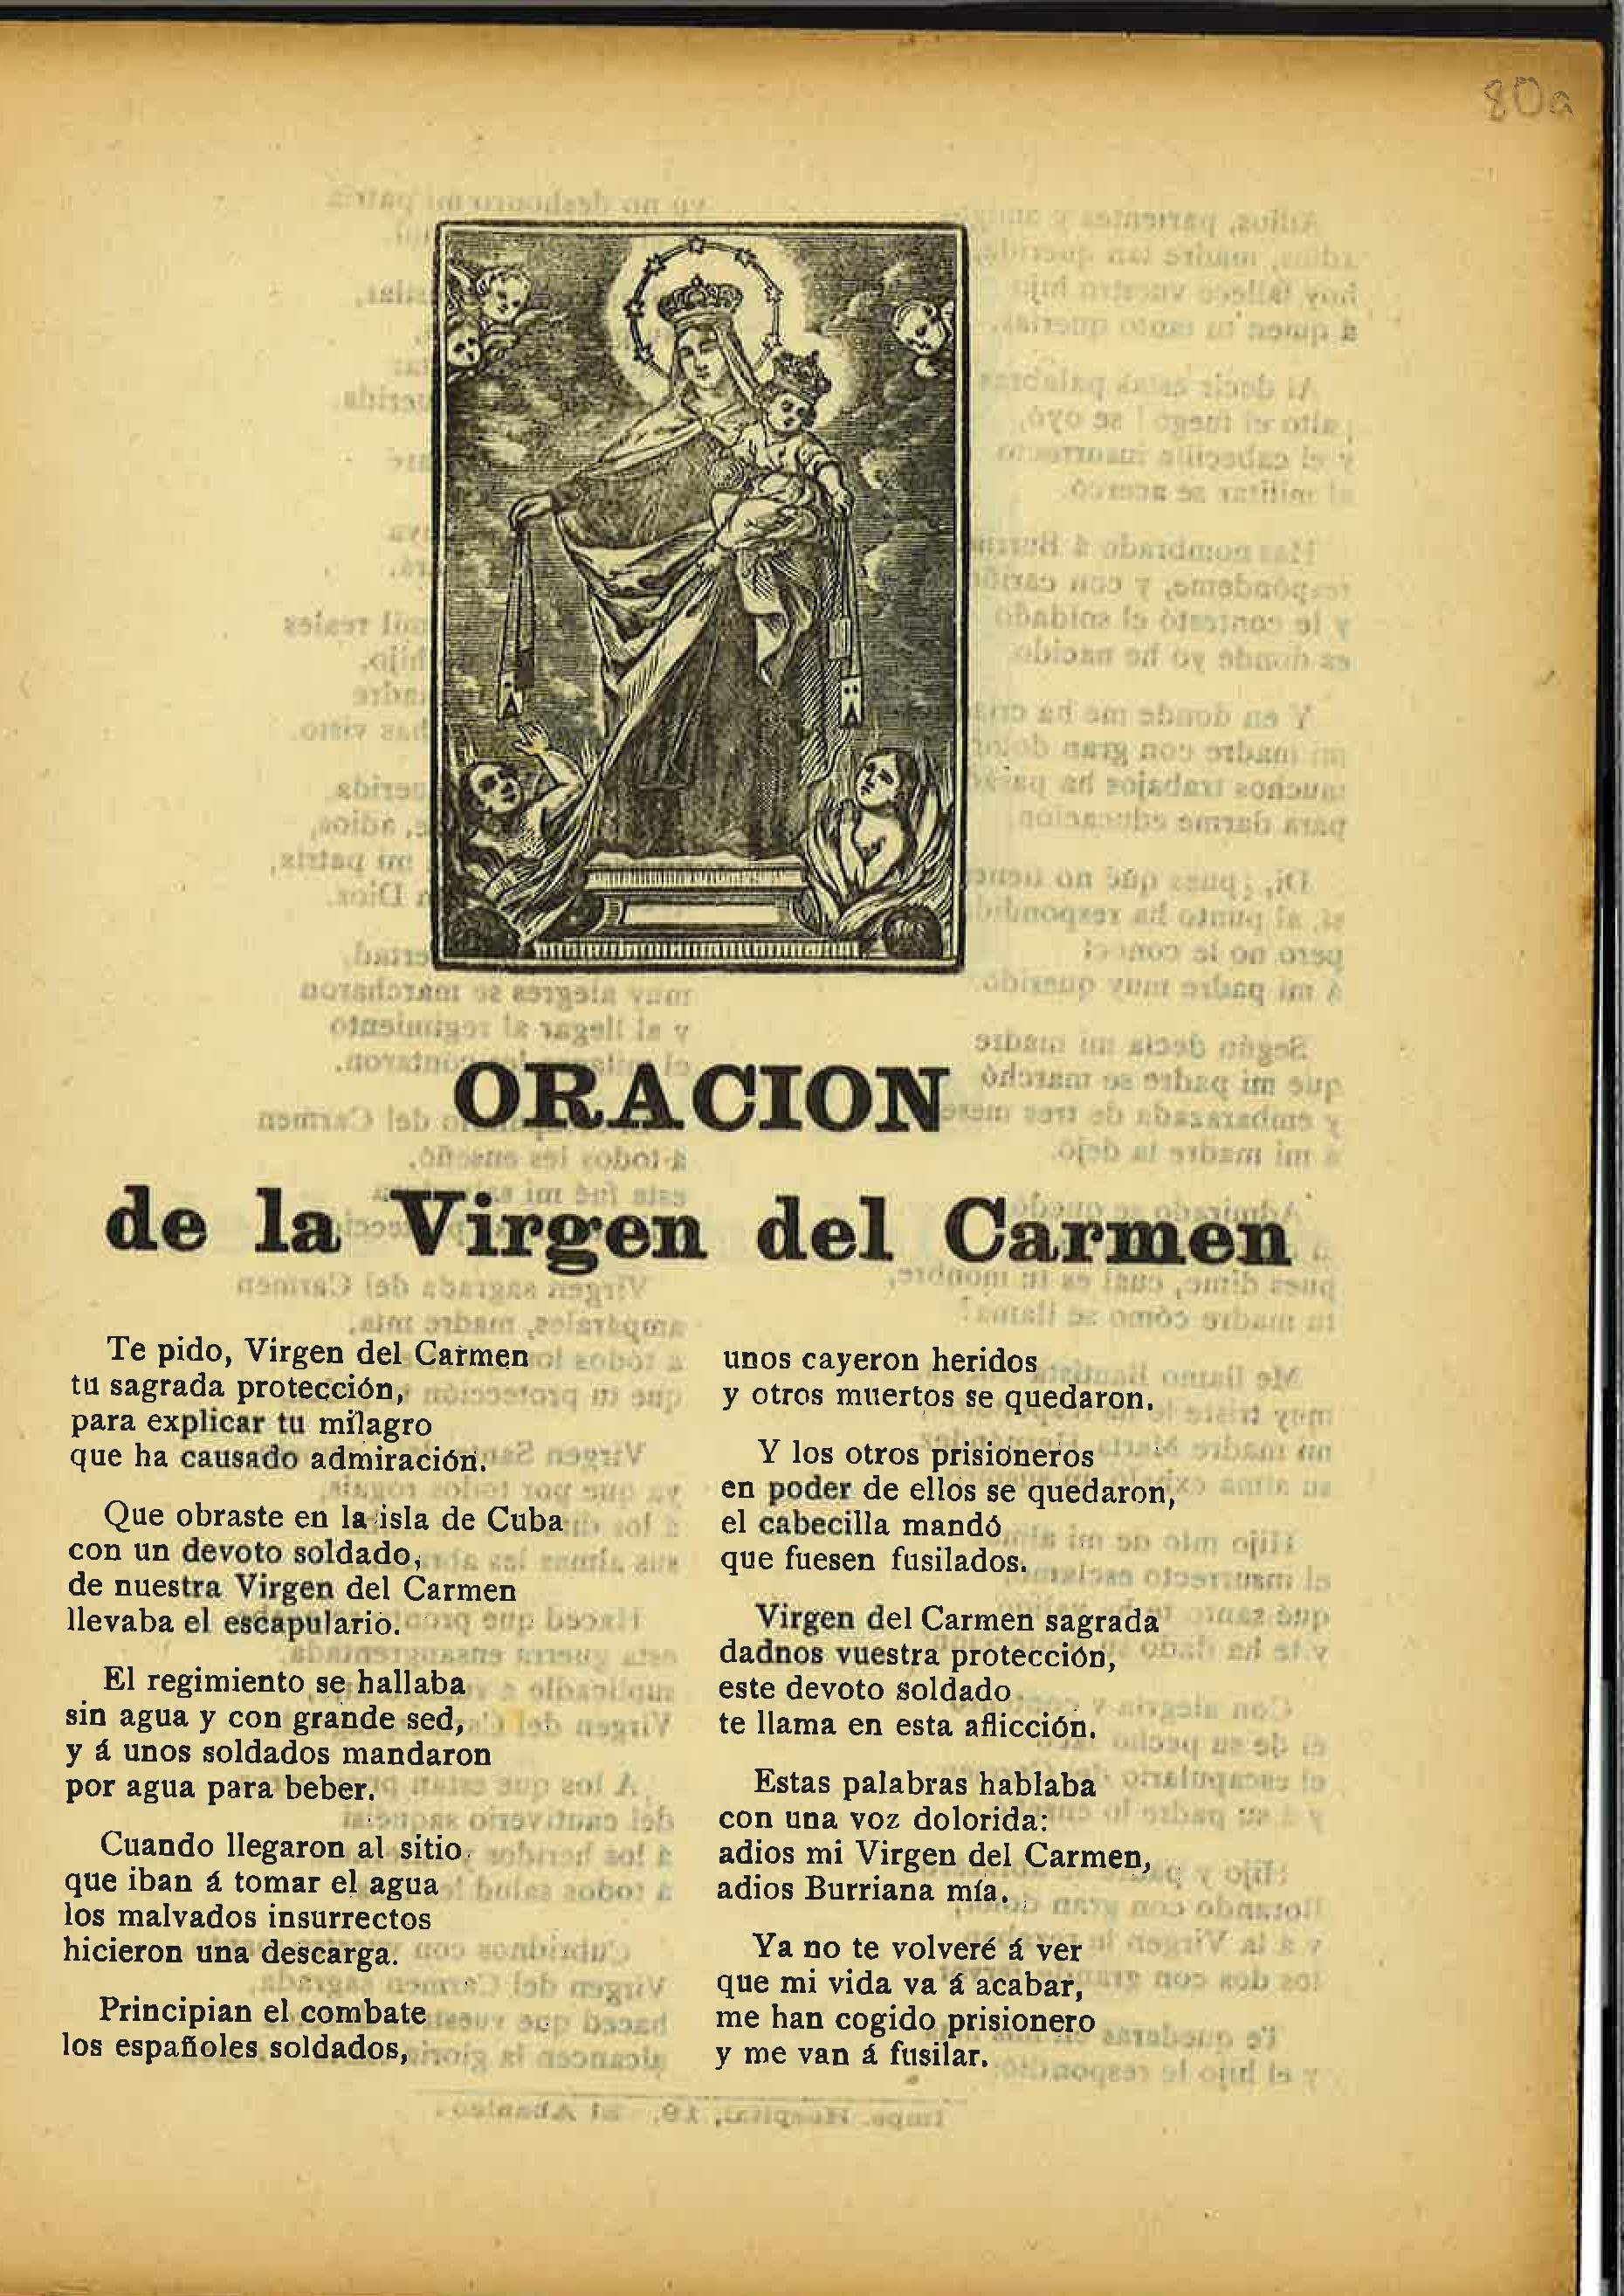 80a
ORACION
de la Virgen del Carmen
Te pido, Virgen del Carmen
tu sagrada protección,
para explicar tu milagro
que ha causado admiración.
Que obraste en la isla de Cuba
con un devoto soldado,
de nuestra Virgen del Carmen
llevaba el escapulario.
El regimiento se hallaba
sin agua y con grande sed,
y á unos soldados mandaron
por agua para beber.
Cuando llegaron al sitio
que iban á tomar el agua
los malvados insurrectos
hicieron una descarga.
Principian el combate
los españoles soldados,
unos cayeron heridos
y otros muertos se quedaron.
Y los otros prisioneros
en poder de ellos se quedaron,
el cabecilla mandó
que fuesen fusilados.
Virgen del Carmen sagrada
dadnos vuestra protección,
este devoto soldado
te llama en esta aflicción.
Estas palabras hablaba
con una voz dolorida:
adios mi Virgen del Carmen,
adios Burriana mía.
Ya no te volveré á ver
que mi vida va á acabar,
me han cogido prisionero
y me van á fusilar.